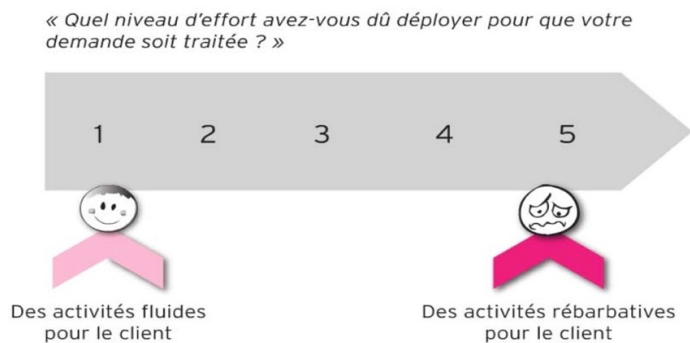 « Quel niveau d'effort avez-vous dû déployer pour que votre
demande soit traitée ? »
1 2 3 4 5
Des activités fluides
pour le client
Des activités rébarbatives
pour le client